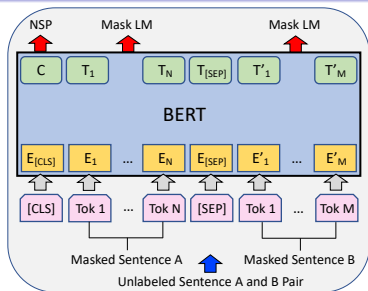 NSP Mask LM Mask LM
C T1 TN T[SEP] T'1 T'M
BERT
E[CLS] E1 ... EN E[SEP] E'1 ... E'M
[CLS] Tok 1 ... Tok N [SEP] Tok 1 ... Tok M
Masked Sentence A Masked Sentence B
Unlabeled Sentence A and B Pair